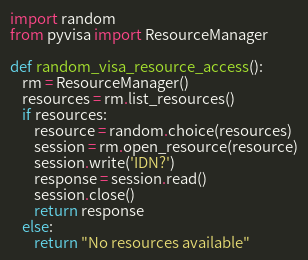 import random
from pyvisa import ResourceManager

def random_visa_resource_access():
    rm = ResourceManager()
    resources = rm.list_resources()
    if resources:
        resource = random.choice(resources)
        session = rm.open_resource(resource)
        session.write('IDN?')
        response = session.read()
        session.close()
        return response
    else:
        return "No resources available"